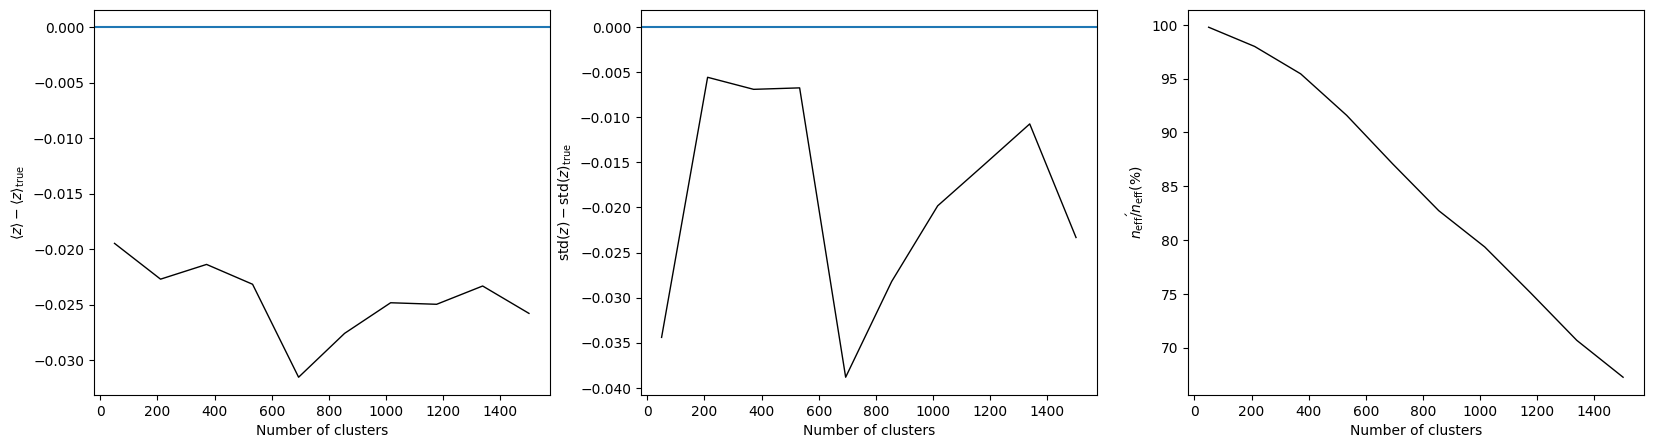 0.000
−0.005
−0.010
−0.015
−0.020
−0.025
−0.030
⟨z⟩ − ⟨z⟩true
0 200 400 600 800 1000 1200 1400
Number of clusters
0.000
−0.005
−0.010
−0.015
−0.020
−0.025
−0.030
−0.035
−0.040
std(z) − std(z)true
0 200 400 600 800 1000 1200 1400
Number of clusters
100
95
90
85
80
75
70
n′eff/neff(%)
0 200 400 600 800 1000 1200 1400
Number of clusters